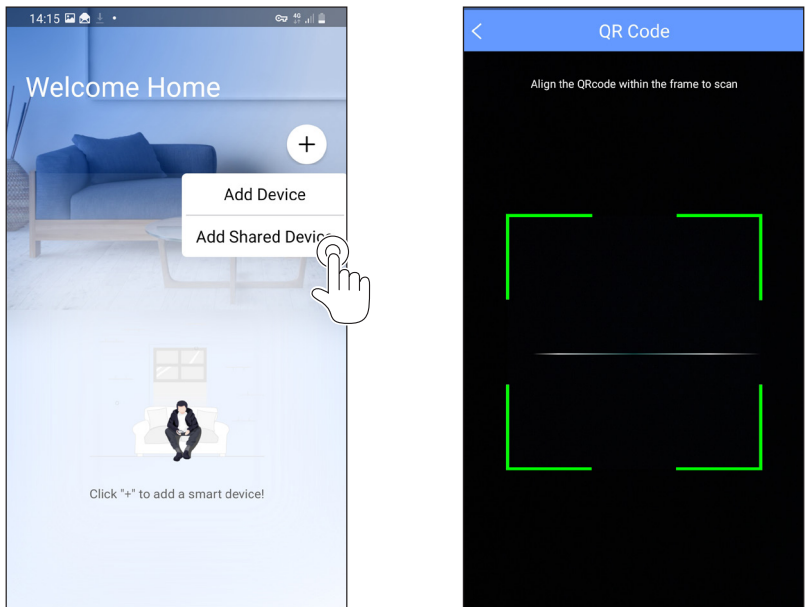 14:15
4G
Welcome Home
+
Add Device
Add Shared Device
Click "+" to add a smart device!
QR Code
Align the QRcode within the frame to scan